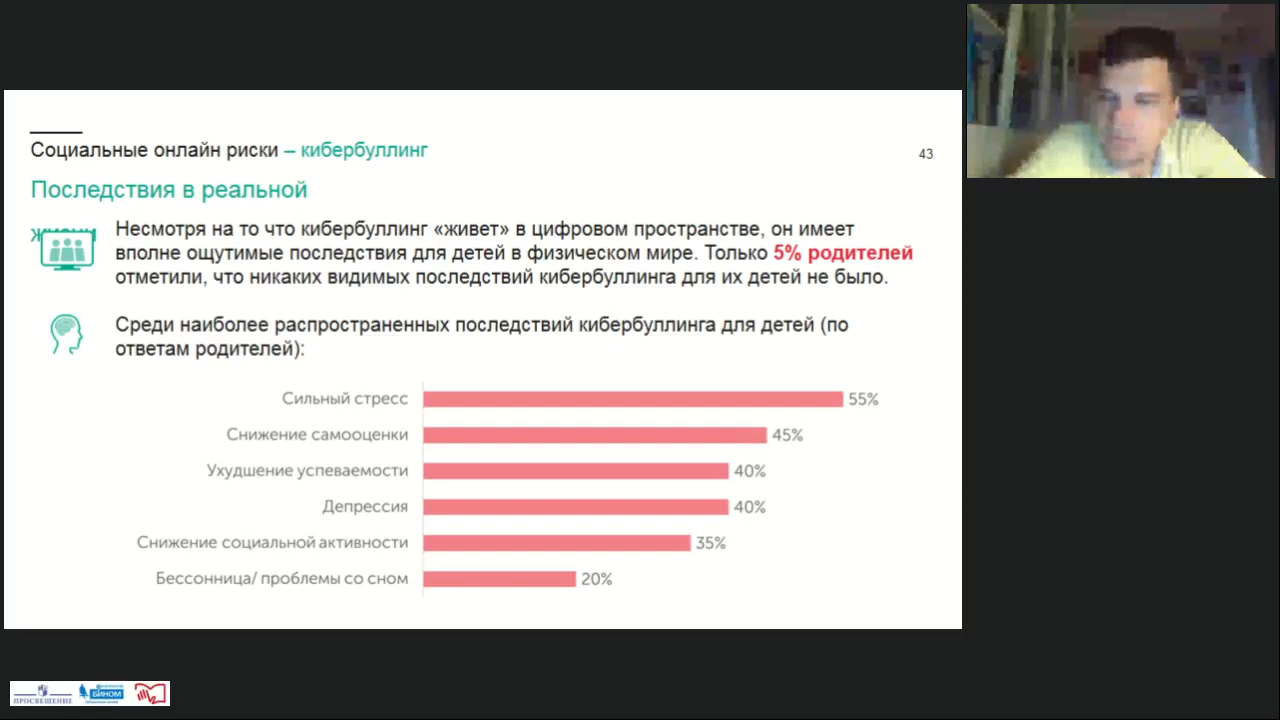 Социальные онлайн риски – кибербуллинг
43
Последствия в реальной
жизни
Несмотря на то что кибербуллинг «живет» в цифровом пространстве, он имеет
вполне ощутимые последствия для детей в физическом мире. Только 5% родителей
отметили, что никаких видимых последствий кибербуллинга для их детей не было.
Среди наиболее распространенных последствий кибербуллинга для детей (по
ответам родителей):
Сильный стресс 55%
Снижение самооценки 45%
Ухудшение успеваемости 40%
Депрессия 40%
Снижение социальной активности 35%
Бессонница/ проблемы со сном 20%
ПРОСВЕЩЕНИЕ
БИНОМ